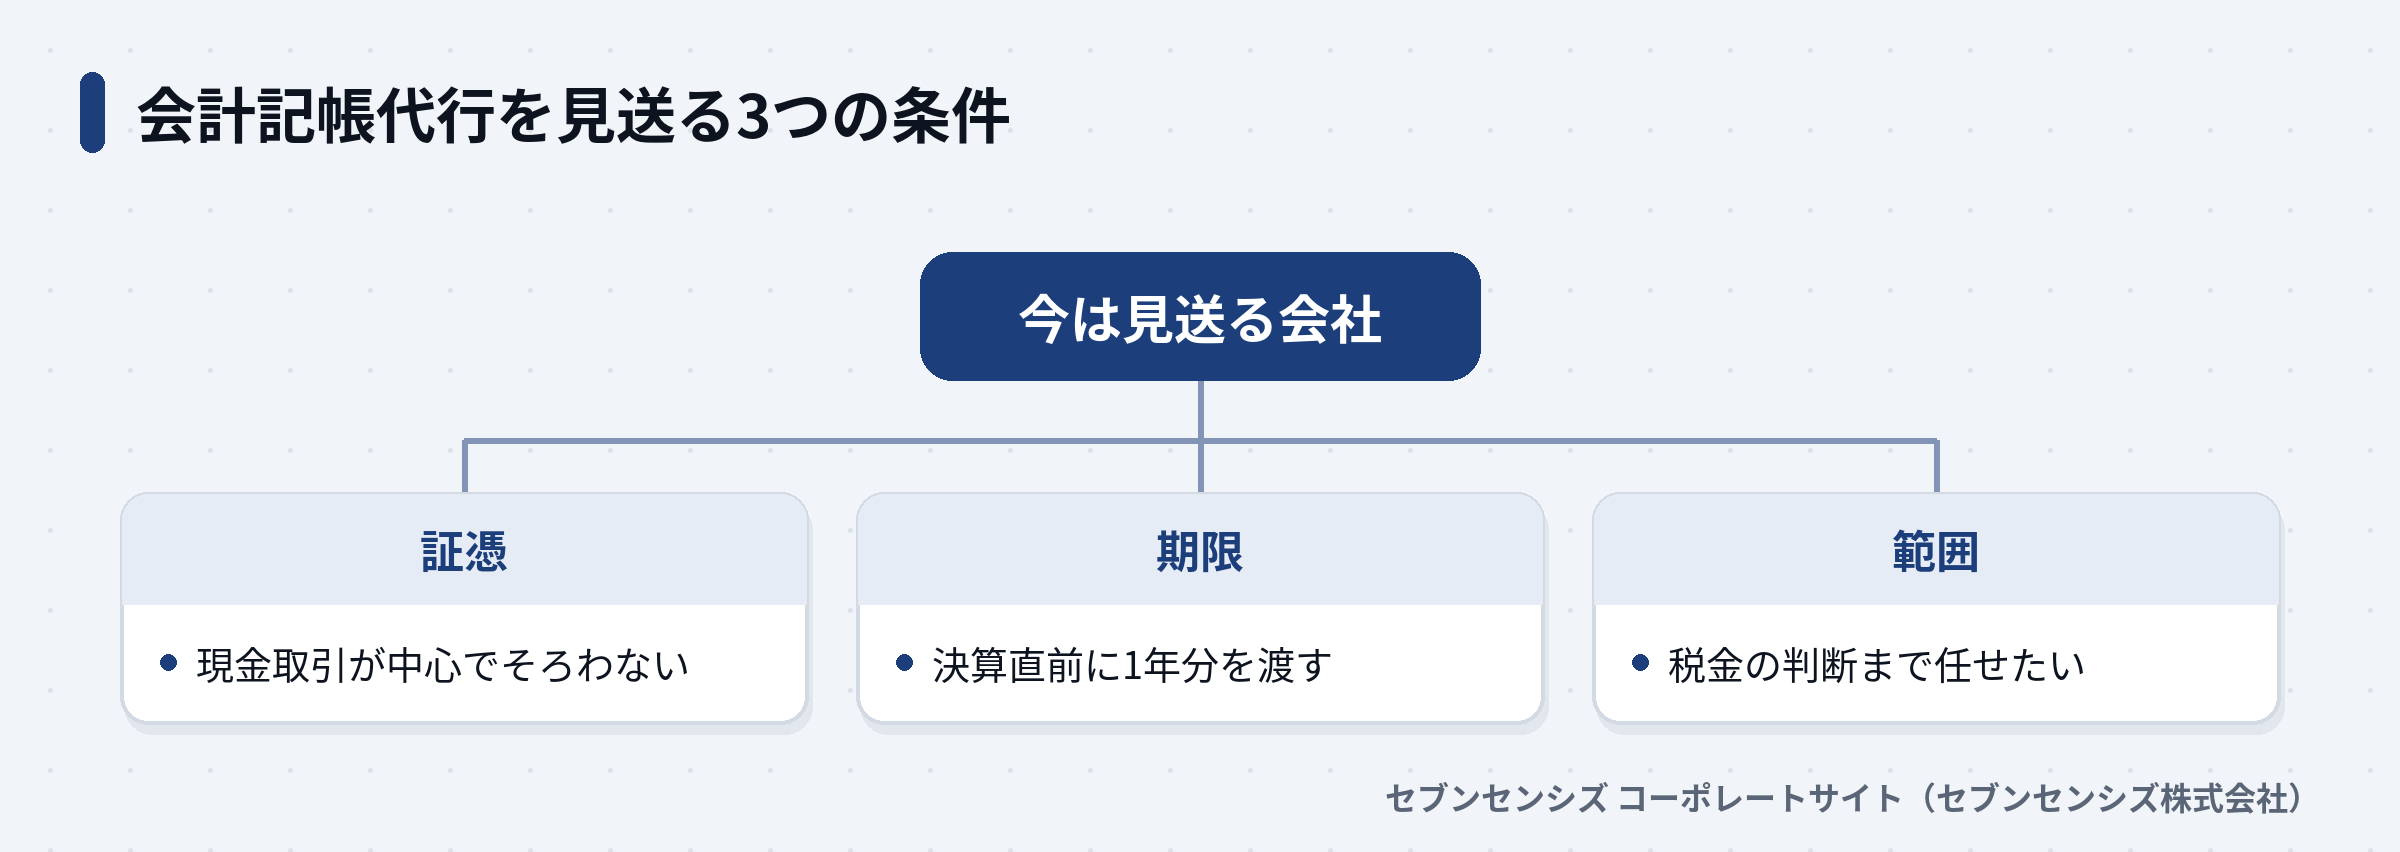 会計記帳代行を見送る3つの条件
今は見送る会社
証憑
期限
範囲
現金取引が中心でそろわない
決算直前に1年分を渡す
税金の判断まで任せたい
セブンセンシズ コーポレートサイト（セブンセンシズ株式会社）